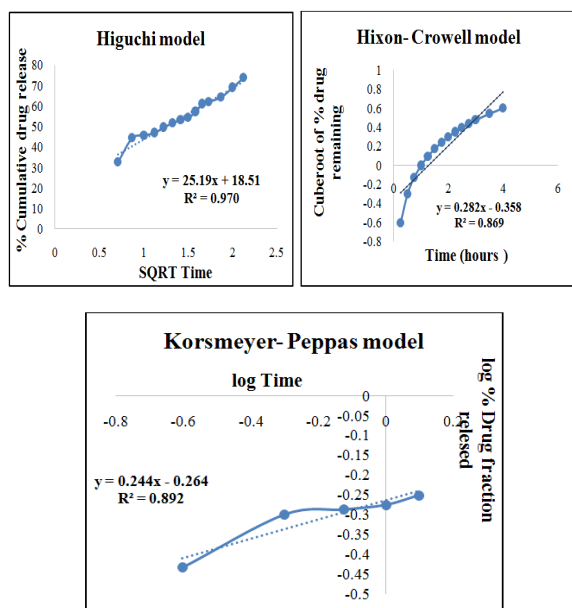 Higuchi model
% Cumulative drug release
80
70
60
50
40
30
20
10
0
y = 25.19x + 18.51
R² = 0.970
0 0.5 1 1.5 2 2.5
SQRT Time
Hixon- Crowell model
Cuberoot of % drug
remaining
1
0.8
0.6
0.4
0.2
0
-0.2
-0.4
-0.6
-0.8
0 2 4 6
y = 0.282x - 0.358
R² = 0.869
Time (hours )
Korsmeyer- Peppas model
log Time
-0.8 -0.6 -0.4 -0.2 0 0.2
0
-0.05
-0.1
-0.15
-0.2
-0.25
-0.3
-0.35
-0.4
-0.45
-0.5
log % Drug fraction
relesed
y = 0.244x - 0.264
R² = 0.892